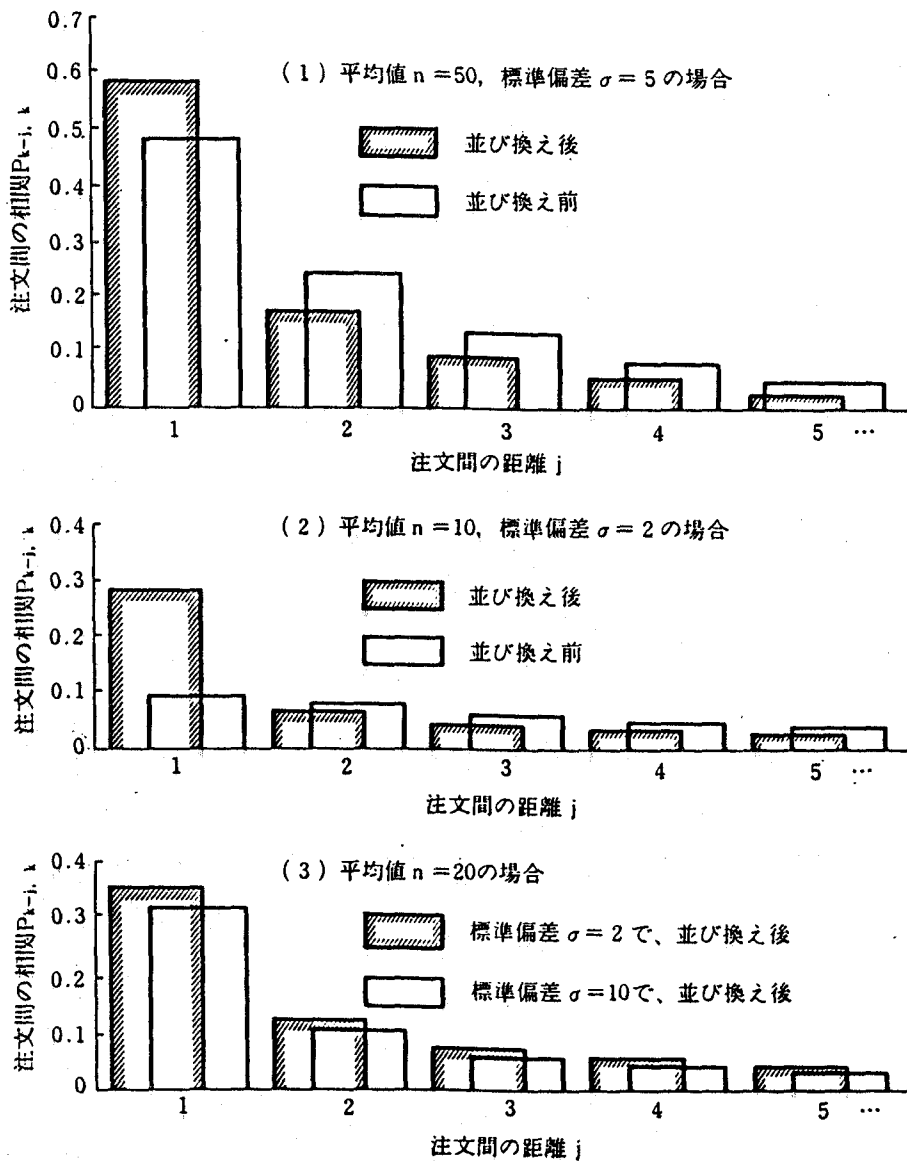 (1) 平均値 n=50, 標準偏差 σ=5 の場合
注文間の相関 Pk-j, k
0.7
0.6
0.5
0.4
0.3
0.2
0.1
0
並び換え後
並び換え前
1 2 3 4 5 …
注文間の距離 j
(2) 平均値 n=10, 標準偏差 σ=2 の場合
注文間の相関 Pk-j, k
0.4
0.3
0.2
0.1
0
並び換え後
並び換え前
1 2 3 4 5 …
注文間の距離 j
(3) 平均値 n=20の場合
注文間の相関 Pk-j, k
0.4
0.3
0.2
0.1
0
標準偏差 σ=2 で、並び換え後
標準偏差 σ=10で、並び換え後
1 2 3 4 5 …
注文間の距離 j